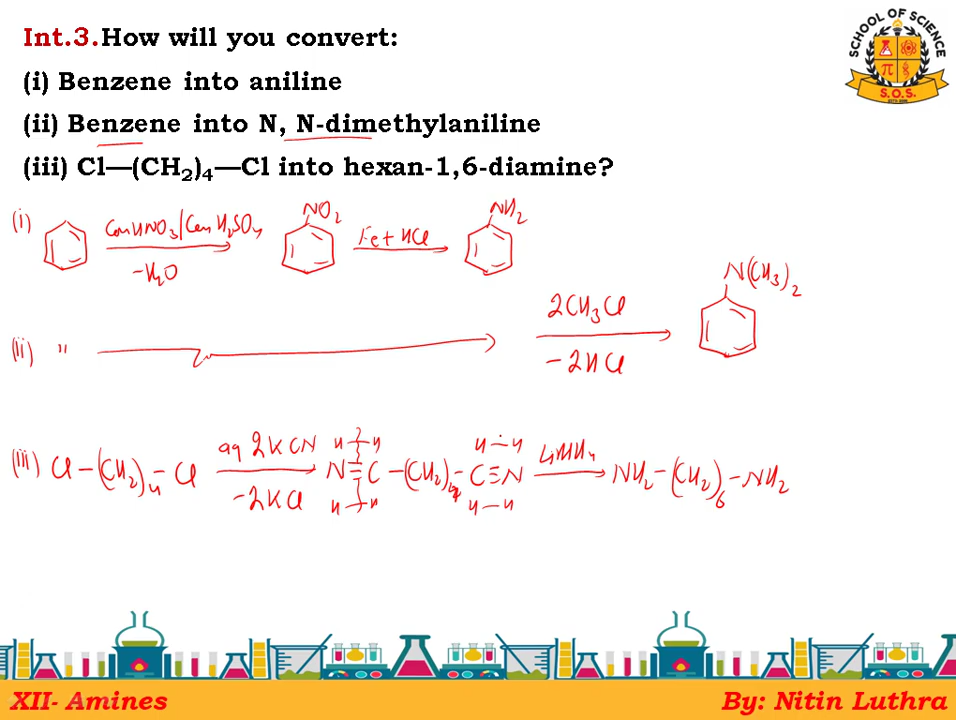 Int.3.How will you convert:
(i) Benzene into aniline
(ii) Benzene into N, N-dimethylaniline
(iii) Cl—(CH₂)₄—Cl into hexan-1,6-diamine?
SCHOOL OF SCIENCE
S.O.S.
(i) Con HNO3/Con H2SO4 -H2O NO2 Fe+HCl NH2
(ii) " 2CH3Cl -2HCl N(CH3)2
(iii) Cl-(CH2)4-Cl aq 2KCN -2KCl N≡C-(CH2)4-C≡N NH2-(CH2)6-NH2
H H H H
H H H-H
XII- Amines
By: Nitin Luthra